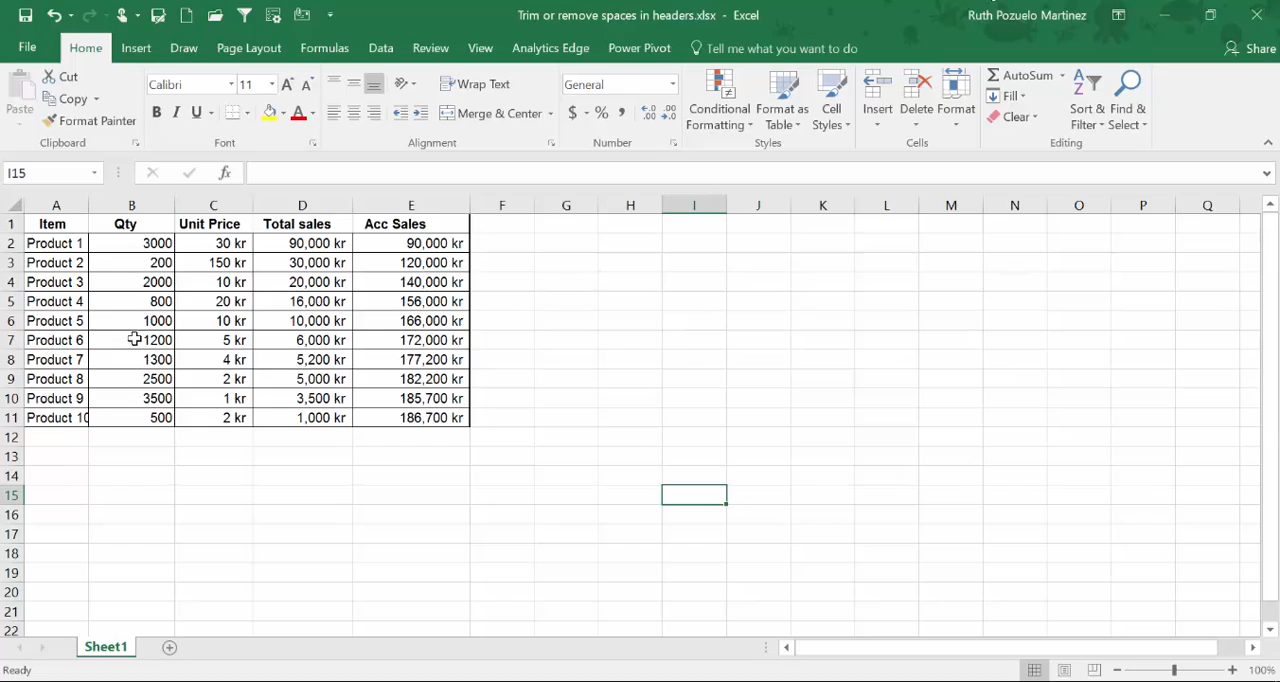 Trim or remove spaces in headers.xlsx - Excel
Ruth Pozuelo Martinez
File Home Insert Draw Page Layout Formulas Data Review View Analytics Edge Power Pivot Tell me what you want to do Share
Paste
Cut
Copy
Format Painter
Clipboard
Calibri 11
B I U A
Font
Wrap Text
Merge & Center
Alignment
General
$ % ,
Number
Conditional Formatting
Format as Table
Cell Styles
Styles
Insert Delete Format
Cells
AutoSum
Fill
Clear
Sort & Filter
Find & Select
Editing
I15 fx
A B C D E F G H I J K L M N O P Q
1 Item Qty Unit Price Total sales Acc Sales
2 Product 1 3000 30 kr 90,000 kr 90,000 kr
3 Product 2 200 150 kr 30,000 kr 120,000 kr
4 Product 3 2000 10 kr 20,000 kr 140,000 kr
5 Product 4 800 20 kr 16,000 kr 156,000 kr
6 Product 5 1000 10 kr 10,000 kr 166,000 kr
7 Product 6 1200 5 kr 6,000 kr 172,000 kr
8 Product 7 1300 4 kr 5,200 kr 177,200 kr
9 Product 8 2500 2 kr 5,000 kr 182,200 kr
10 Product 9 3500 1 kr 3,500 kr 185,700 kr
11 Product 10 500 2 kr 1,000 kr 186,700 kr
12
13
14
15
16
17
18
19
20
21
22
Sheet1
Ready
100%